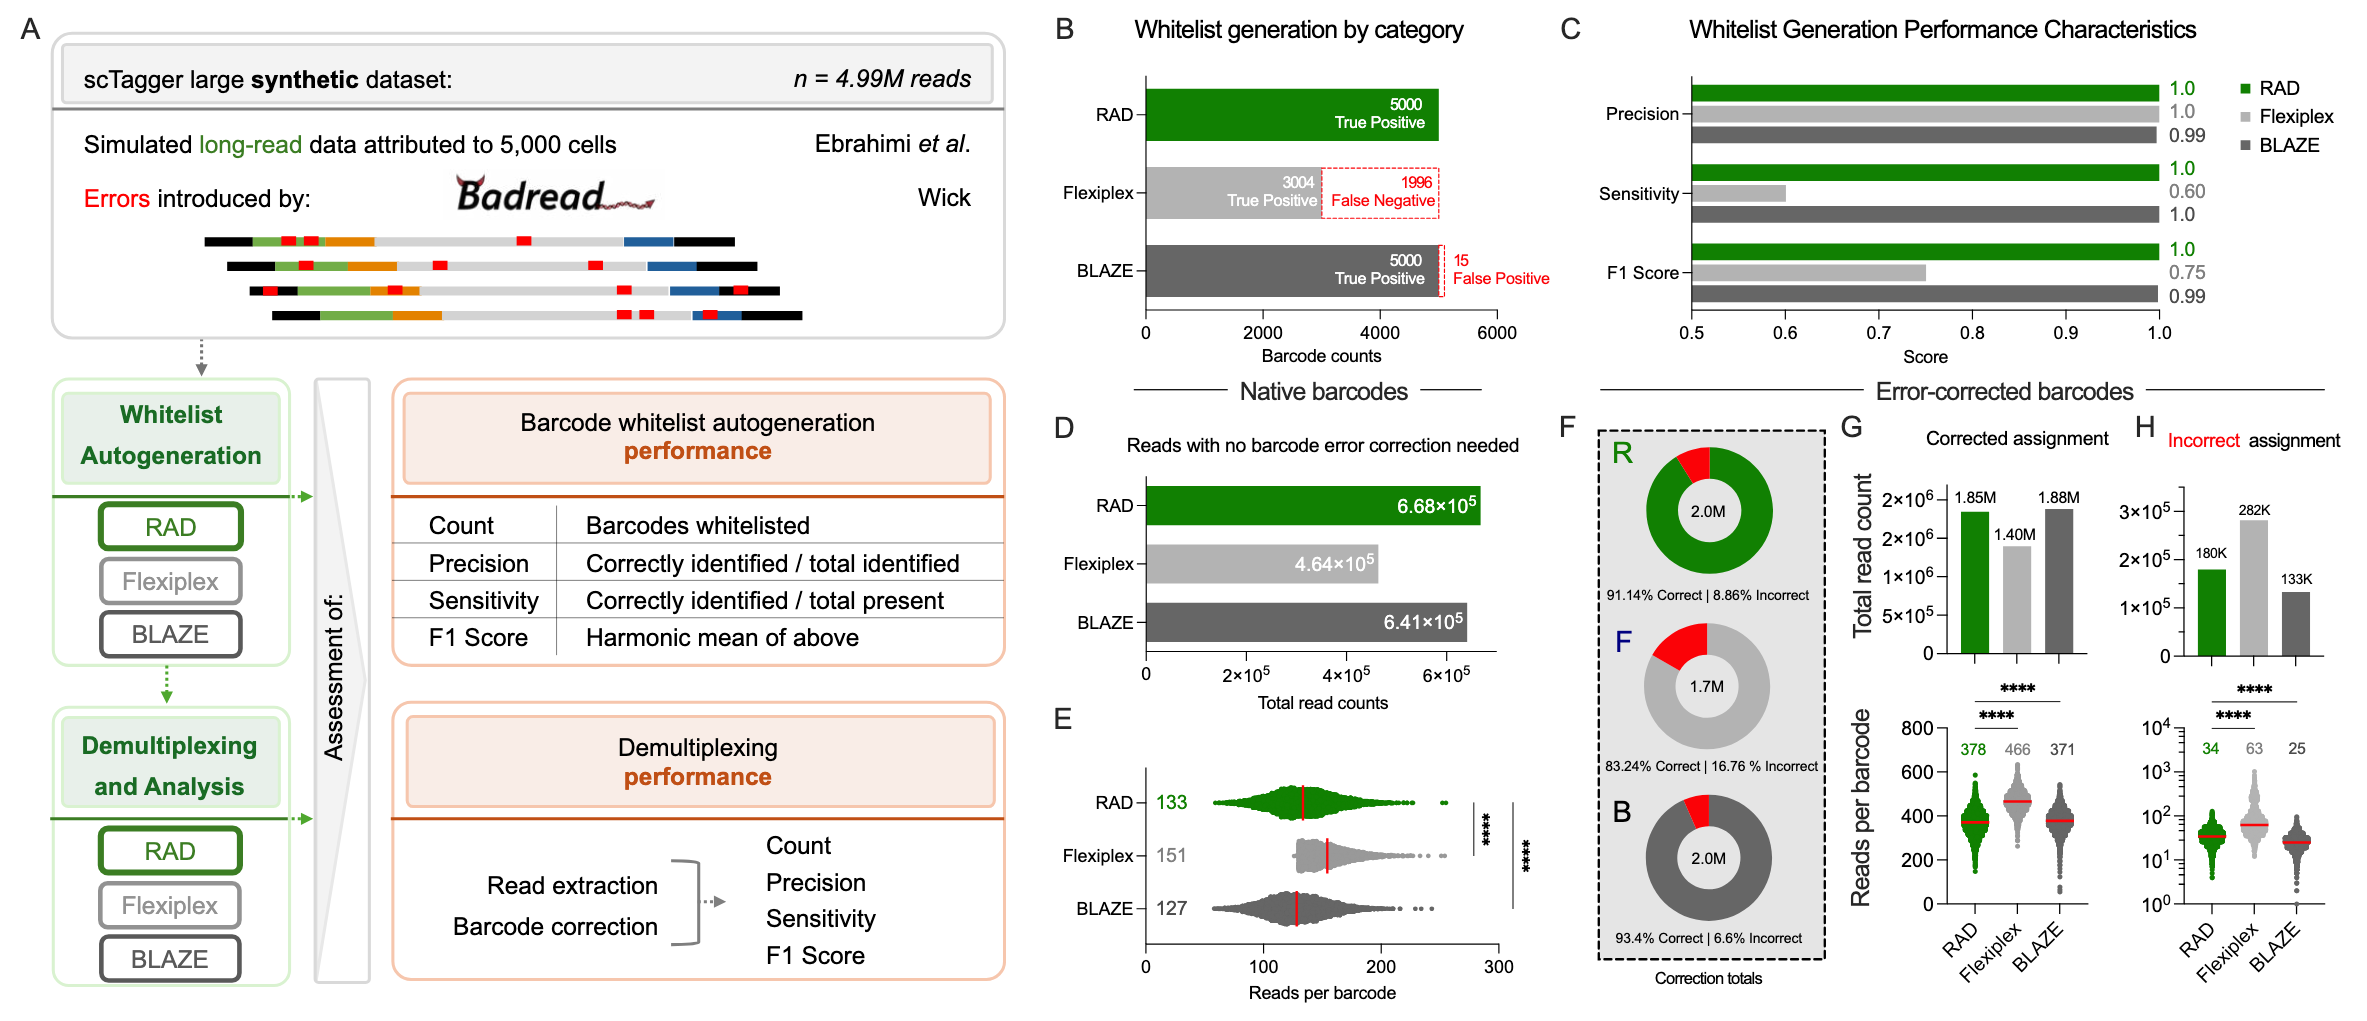 A
scTagger large synthetic dataset: n = 4.99M reads
Simulated long-read data attributed to 5,000 cells Ebrahimi et al.
Errors introduced by: Badread Wick
Whitelist
Autogeneration
RAD
Flexiplex
BLAZE
Demultiplexing
and Analysis
RAD
Flexiplex
BLAZE
Assessment of:
Barcode whitelist autogeneration
performance
Count Barcodes whitelisted
Precision Correctly identified / total identified
Sensitivity Correctly identified / total present
F1 Score Harmonic mean of above
Demultiplexing
performance
Read extraction
Barcode correction
Count
Precision
Sensitivity
F1 Score
B Whitelist generation by category
RAD 5000
True Positive
Flexiplex 3004 1996
True Positive False Negative
BLAZE 5000 15
True Positive False Positive
0 2000 4000 6000
Barcode counts
C Whitelist Generation Performance Characteristics
Precision 1.0
1.0
0.99
Sensitivity 1.0
0.60
1.0
F1 Score 1.0
0.75
0.99
RAD
Flexiplex
BLAZE
0.5 0.6 0.7 0.8 0.9 1.0
Score
Native barcodes
D
Reads with no barcode error correction needed
RAD 6.68×10⁵
Flexiplex 4.64×10⁵
BLAZE 6.41×10⁵
0 2×10⁵ 4×10⁵ 6×10⁵
Total read counts
E
RAD 133
Flexiplex 151
BLAZE 127
****
****
0 100 200 300
Reads per barcode
Error-corrected barcodes
F
R
2.0M
91.14% Correct | 8.86% Incorrect
F
1.7M
83.24% Correct | 16.76 % Incorrect
B
2.0M
93.4% Correct | 6.6% Incorrect
Correction totals
G
Corrected assignment
Total read count
2×10⁶
2×10⁶
1×10⁶
5×10⁵
0
1.85M
1.40M
1.88M
****
****
Reads per barcode
800
600
400
200
0
378 466 371
RAD
Flexiplex
BLAZE
H
Incorrect assignment
3×10⁵
2×10⁵
1×10⁵
0
180K
282K
133K
****
****
10⁴
10³
10²
10¹
10⁰
34 63 25
RAD
Flexiplex
BLAZE